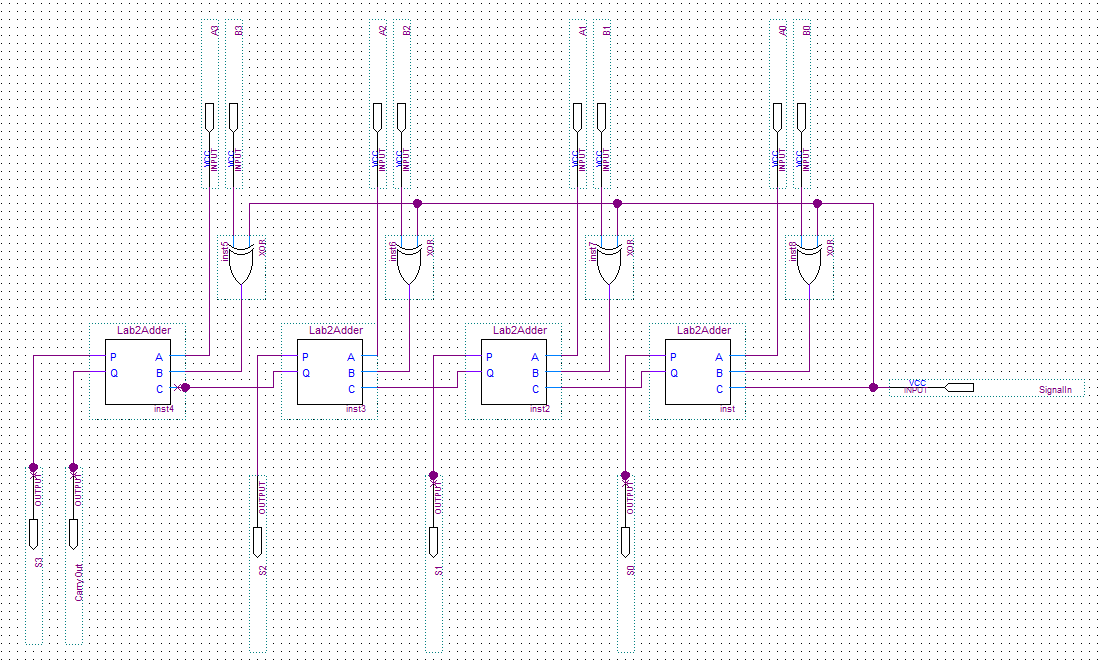 A3
B3
A2
B2
A1
B1
A0
B0
VCC
INPUT
VCC
INPUT
VCC
INPUT
VCC
INPUT
VCC
INPUT
VCC
INPUT
VCC
INPUT
VCC
INPUT
inst5
XOR
inst6
XOR
inst7
XOR
inst8
XOR
Lab2Adder
P A
Q B
C
inst4
Lab2Adder
P A
Q B
C
inst3
Lab2Adder
P A
Q B
C
inst2
Lab2Adder
P A
Q B
C
inst
VCC
INPUT
SignalIn
OUTPUT
S3
OUTPUT
Carry.Out
OUTPUT
S2
OUTPUT
S1
OUTPUT
S0